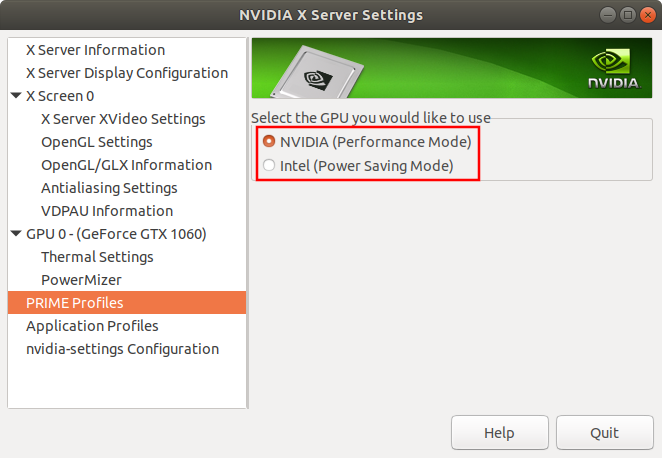 NVIDIA X Server Settings
X Server Information
X Server Display Configuration
X Screen 0
X Server XVideo Settings
OpenGL Settings
OpenGL/GLX Information
Antialiasing Settings
VDPAU Information
GPU 0 - (GeForce GTX 1060)
Thermal Settings
PowerMizer
PRIME Profiles
Application Profiles
nvidia-settings Configuration
NVIDIA
Select the GPU you would like to use
NVIDIA (Performance Mode)
Intel (Power Saving Mode)
Help
Quit